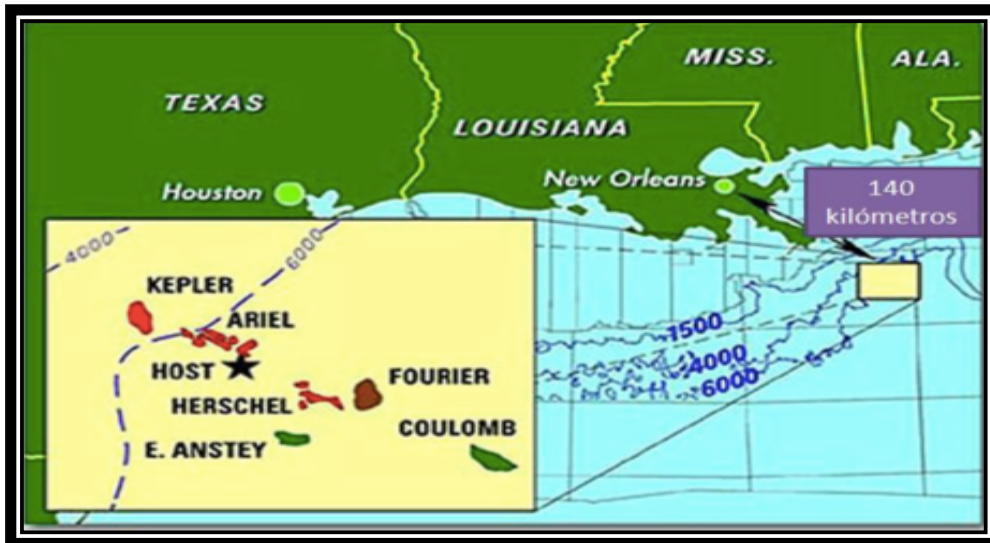 MISS.
ALA.
TEXAS
LOUISIANA
New Orleans
Houston
140
kilómetros
4000
6000
KEPLER
ARIEL
HOST
FOURIER
HERSCHEL
COULOMB
E. ANSTEY
1500
4000
6000